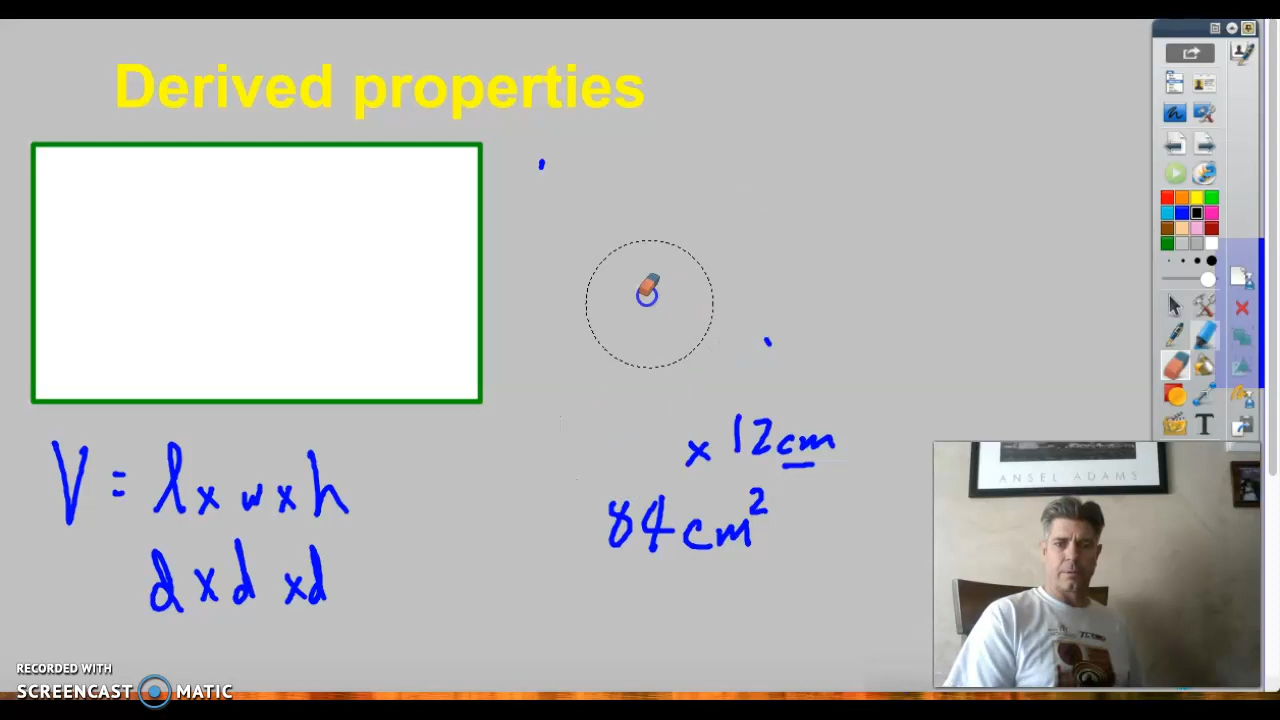 Derived properties
x 12cm
84cm²
V = l x w x h
d x d x d
ANSEL ADAMS
RECORDED WITH
SCREENCAST MATIC